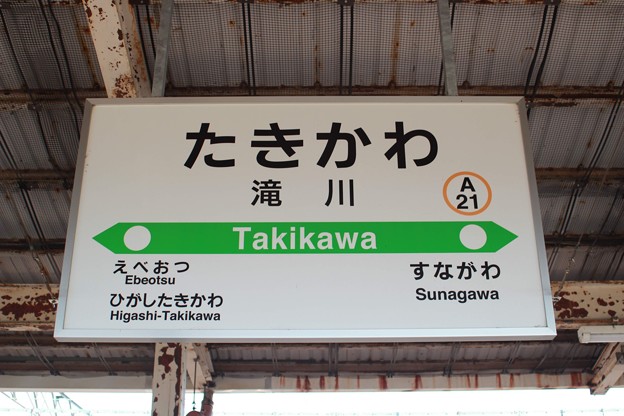 たきかわ
滝川
A
21
Takikawa
えべおつ
Ebeotsu
ひがしたきかわ
Higashi-Takikawa
すながわ
Sunagawa